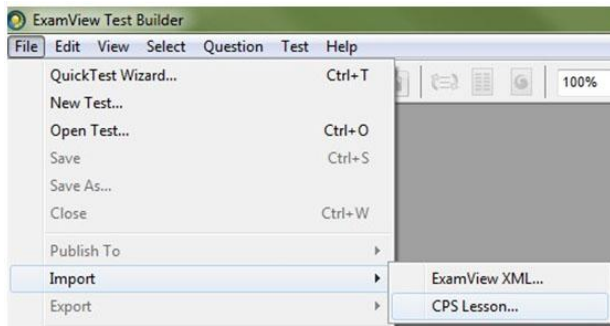 ExamView Test Builder
File Edit View Select Question Test Help
QuickTest Wizard... Ctrl+T
100%
New Test...
Open Test... Ctrl+O
Save Ctrl+S
Save As...
Close Ctrl+W
Publish To
Import
ExamView XML...
Export
CPS Lesson...